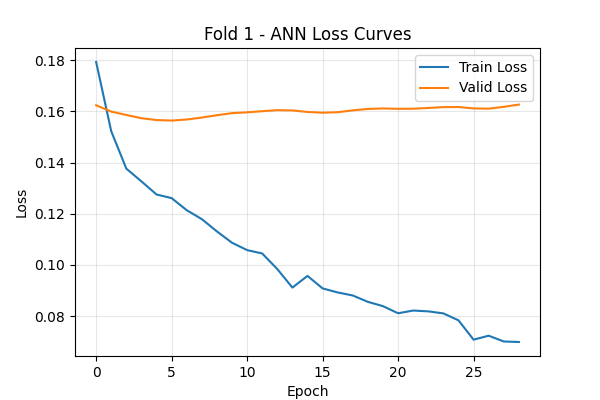 Fold 1 - ANN Loss Curves
Train Loss
Valid Loss
0.18
0.16
0.14
0.12
0.10
0.08
Loss
0 5 10 15 20 25
Epoch